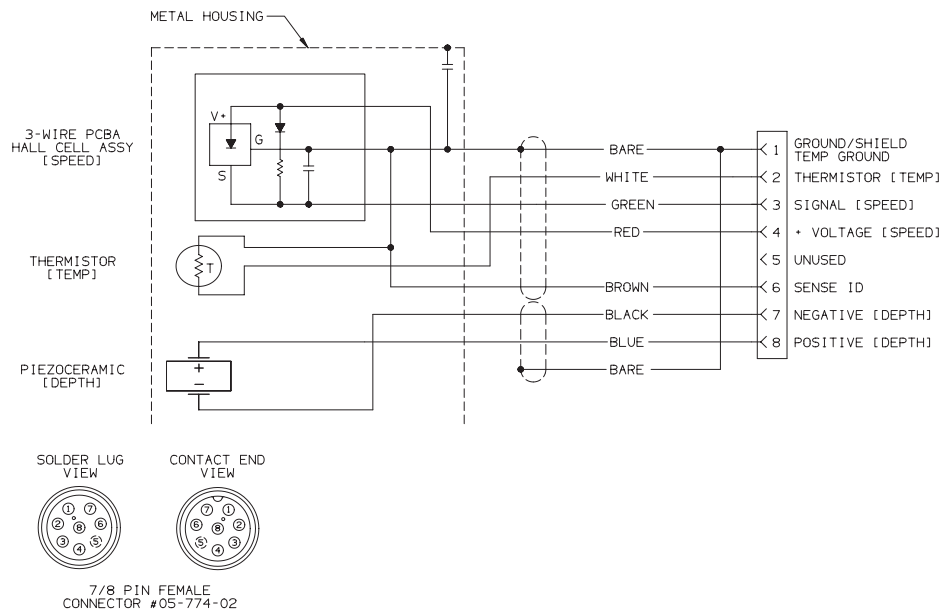 METAL HOUSING
3-WIRE PCBA
HALL CELL ASSY
[SPEED]
V+
G
S
THERMISTOR
[TEMP]
T
PIEZOCERAMIC
[DEPTH]
+
−
BARE
WHITE
GREEN
RED
BROWN
BLACK
BLUE
BARE
1 GROUND/SHIELD
TEMP GROUND
2 THERMISTOR [TEMP]
3 SIGNAL [SPEED]
4 + VOLTAGE [SPEED]
5 UNUSED
6 SENSE ID
7 NEGATIVE [DEPTH]
8 POSITIVE [DEPTH]
SOLDER LUG
VIEW
1 7
2 8 6
3 5
4
CONTACT END
VIEW
7 1
6 8 2
5 3
4
7/8 PIN FEMALE
CONNECTOR #05-774-02